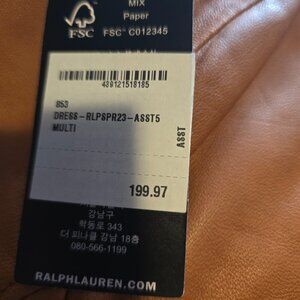 MIX
Paper
FSC
FSC™ C012345
439121518185
853
DRESS-RLPSPR23-ASST5
MULTI
ASST
199.97
강남구
학동로 343
더 피나클 강남 18층
080-566-1199
RALPHLAUREN.COM